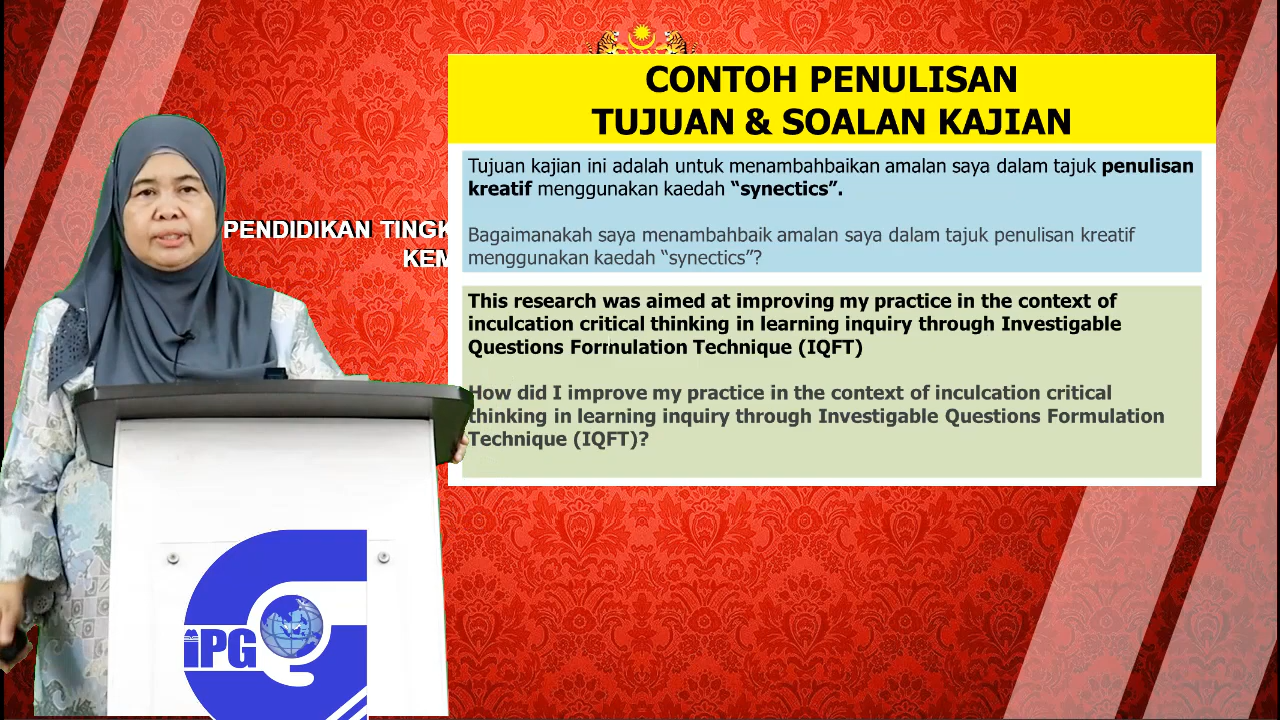 CONTOH PENULISAN
TUJUAN & SOALAN KAJIAN
Tujuan kajian ini adalah untuk menambahbaikan amalan saya dalam tajuk penulisan
kreatif menggunakan kaedah “synectics”.
Bagaimanakah saya menambahbaik amalan saya dalam tajuk penulisan kreatif
menggunakan kaedah “synectics”?
This research was aimed at improving my practice in the context of
inculcation critical thinking in learning inquiry through Investigable
Questions Formulation Technique (IQFT)
How did I improve my practice in the context of inculcation critical
thinking in learning inquiry through Investigable Questions Formulation
Technique (IQFT)?
PENDIDIKAN TINGK
KEM
iPG